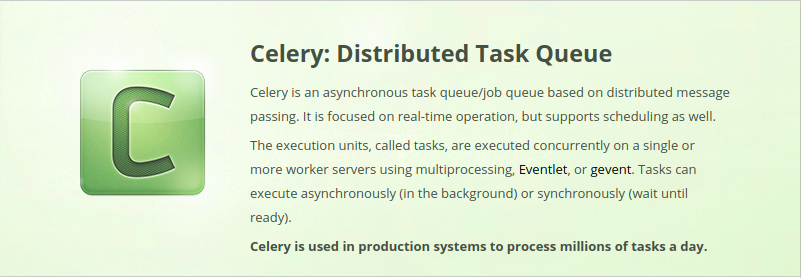 C
Celery: Distributed Task Queue
Celery is an asynchronous task queue/job queue based on distributed message
passing. It is focused on real-time operation, but supports scheduling as well.
The execution units, called tasks, are executed concurrently on a single or
more worker servers using multiprocessing, Eventlet, or gevent. Tasks can
execute asynchronously (in the background) or synchronously (wait until
ready).
Celery is used in production systems to process millions of tasks a day.